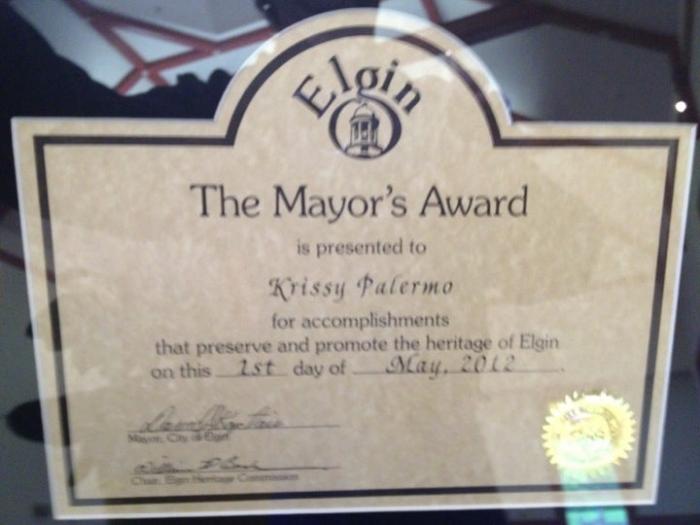 Elgin
The Mayor's Award
is presented to
Krissy Palermo
for accomplishments
that preserve and promote the heritage of Elgin
on this 1st day of May, 2012.
Mayor, City of Elgin
Chair, Elgin Heritage Commission